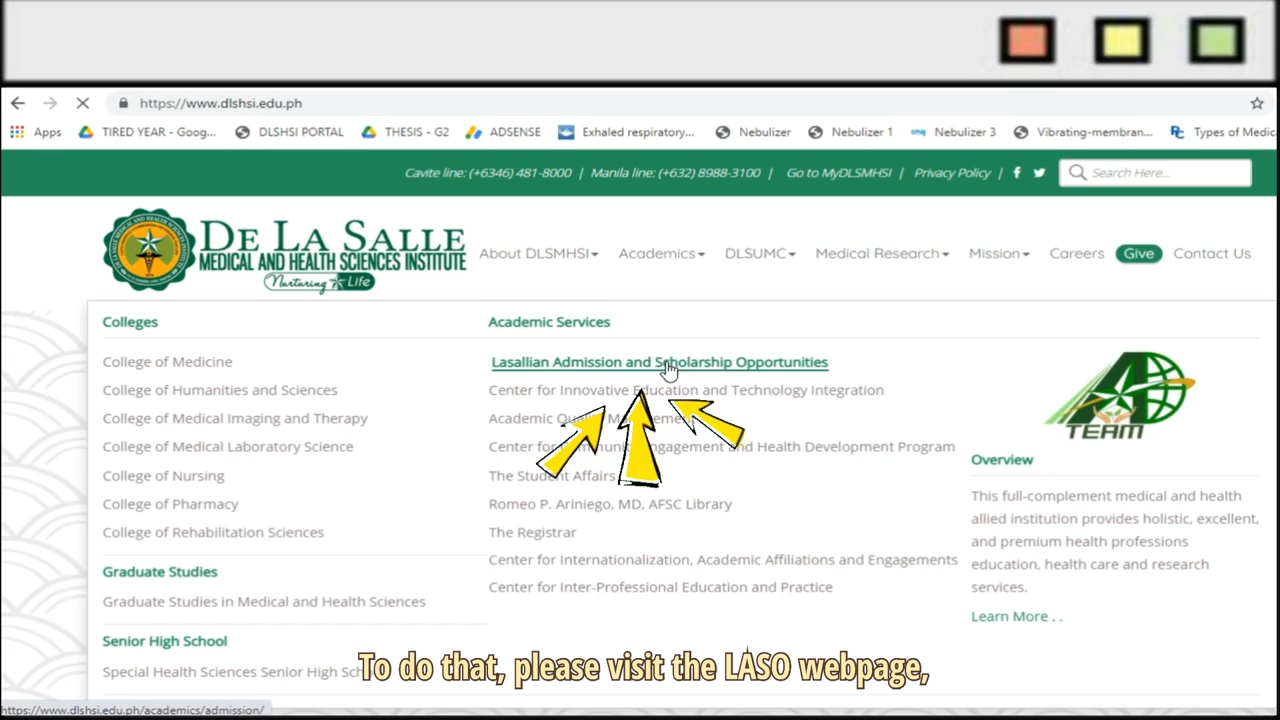 https://www.dlshsi.edu.ph
Apps TIRED YEAR - Goog... DLSHSI PORTAL THESIS - G2 ADSENSE Exhaled respiratory... Nebulizer Nebulizer 1 Nebulizer 3 Vibrating-membran... Types of Medic
Cavite line: (+6346) 481-8000 | Manila line: (+632) 8988-3100 | Go to MyDLSMHSI | Privacy Policy | Search Here...
DE LA SALLE
MEDICAL AND HEALTH SCIENCES INSTITUTE
Nurturing Life
About DLSMHSI Academics DLSUMC Medical Research Mission Careers Give Contact Us
Colleges
College of Medicine
College of Humanities and Sciences
College of Medical Imaging and Therapy
College of Medical Laboratory Science
College of Nursing
College of Pharmacy
College of Rehabilitation Sciences
Graduate Studies
Graduate Studies in Medical and Health Sciences
Senior High School
Special Health Sciences Senior High Sc
Academic Services
Lasallian Admission and Scholarship Opportunities
Center for Innovative Education and Technology Integration
Academic
Center for Engagement and Health Development Program
The Student Affairs
Romeo P. Ariniego, MD, AFSC Library
The Registrar
Center for Internationalization, Academic Affiliations and Engagements
Center for Inter-Professional Education and Practice
A TEAM
Overview
This full-complement medical and health
allied institution provides holistic, excellent,
and premium health professions
education, health care and research
services.
Learn More . .
To do that, please visit the LASO webpage,
https://www.dlshsi.edu.ph/academics/admission/